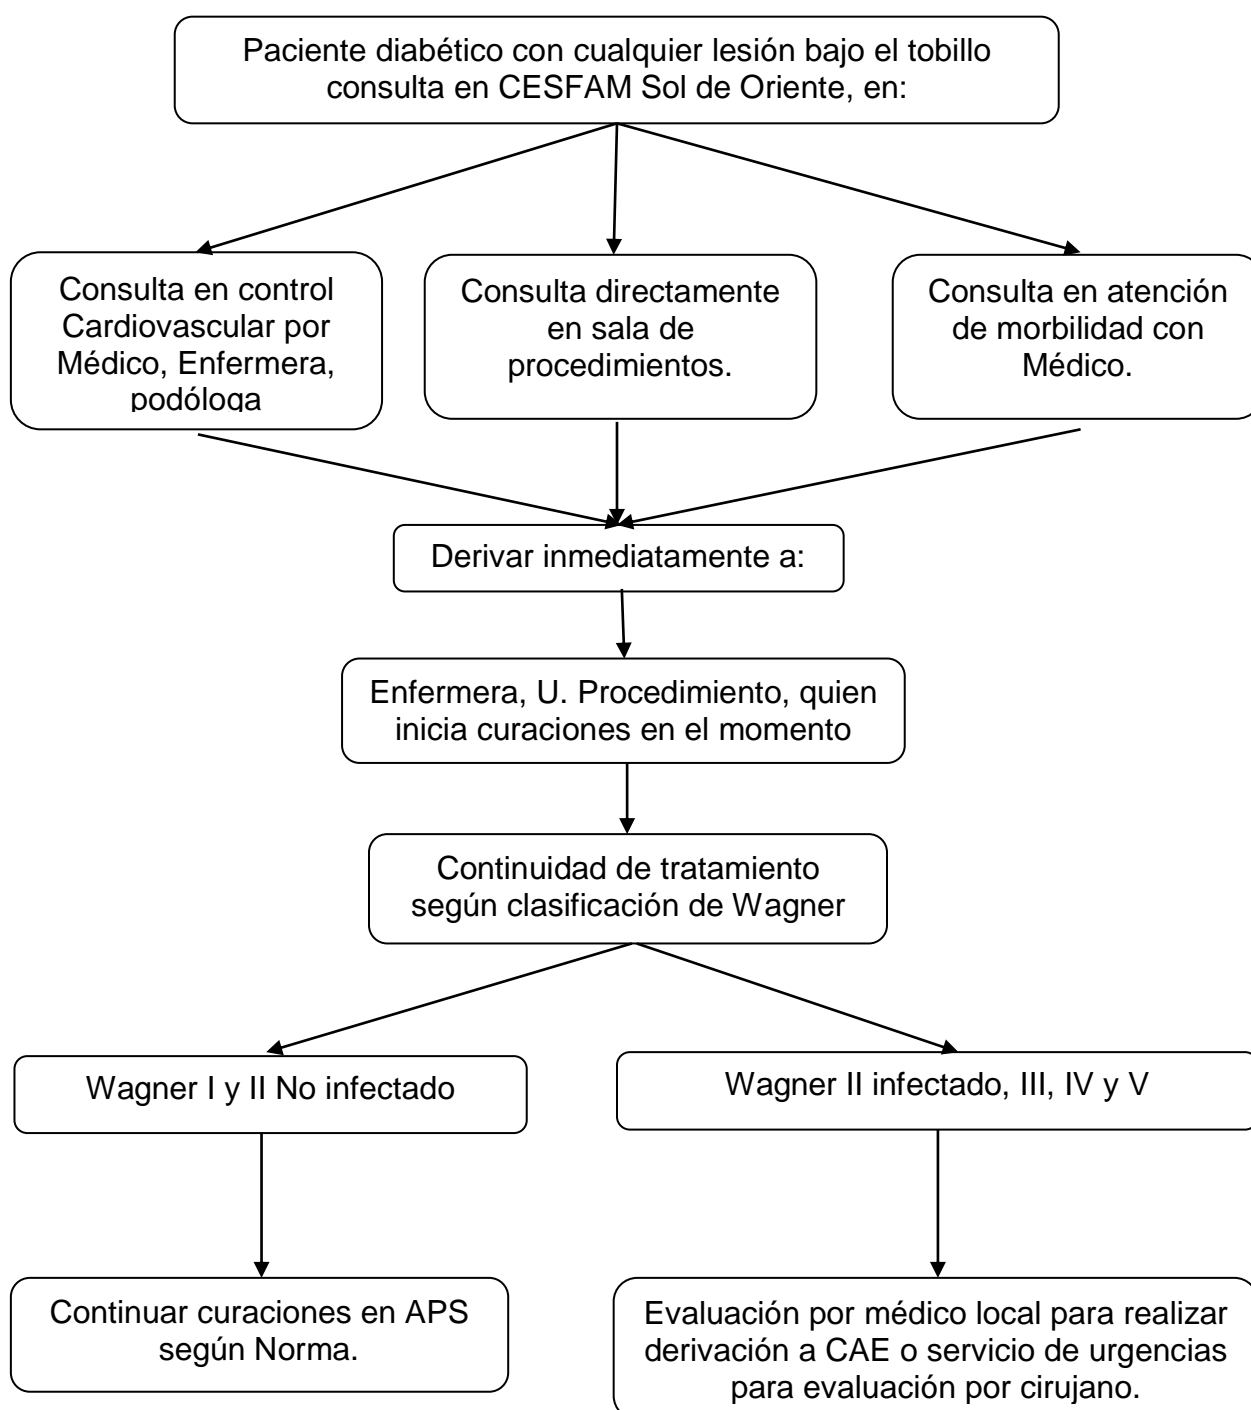 Paciente diabético con cualquier lesión bajo el tobillo
consulta en CESFAM Sol de Oriente, en:
Consulta en control
Cardiovascular por
Médico, Enfermera,
podóloga
Consulta directamente
en sala de
procedimientos.
Consulta en atención
de morbilidad con
Médico.
Derivar inmediatamente a:
Enfermera, U. Procedimiento, quien
inicia curaciones en el momento
Continuidad de tratamiento
según clasificación de Wagner
Wagner I y II No infectado
Wagner II infectado, III, IV y V
Continuar curaciones en APS
según Norma.
Evaluación por médico local para realizar
derivación a CAE o servicio de urgencias
para evaluación por cirujano.